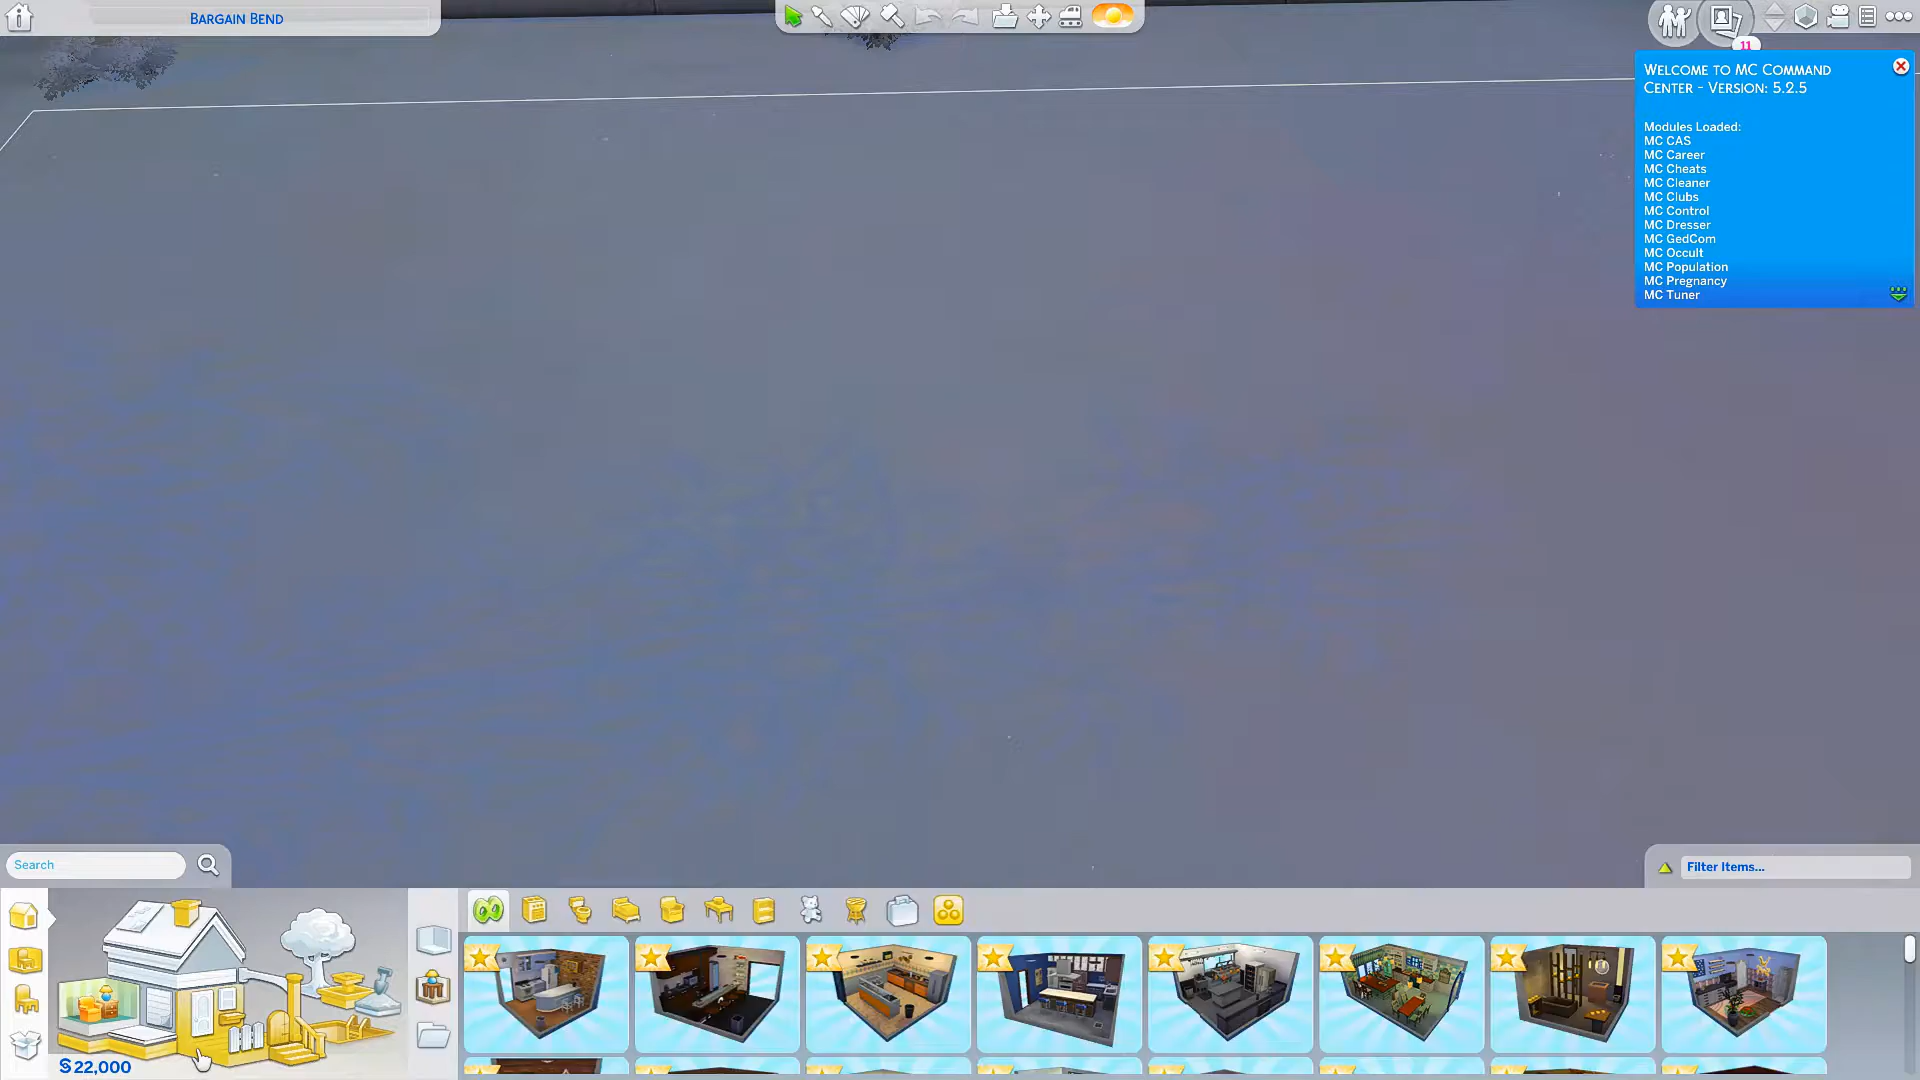 BARGAIN BEND
11
WELCOME TO MC COMMAND
CENTER - VERSION: 5.2.5
Modules Loaded:
MC CAS
MC Career
MC Cheats
MC Cleaner
MC Clubs
MC Control
MC Dresser
MC GedCom
MC Occult
MC Population
MC Pregnancy
MC Tuner
Search
Filter Items...
§22,000